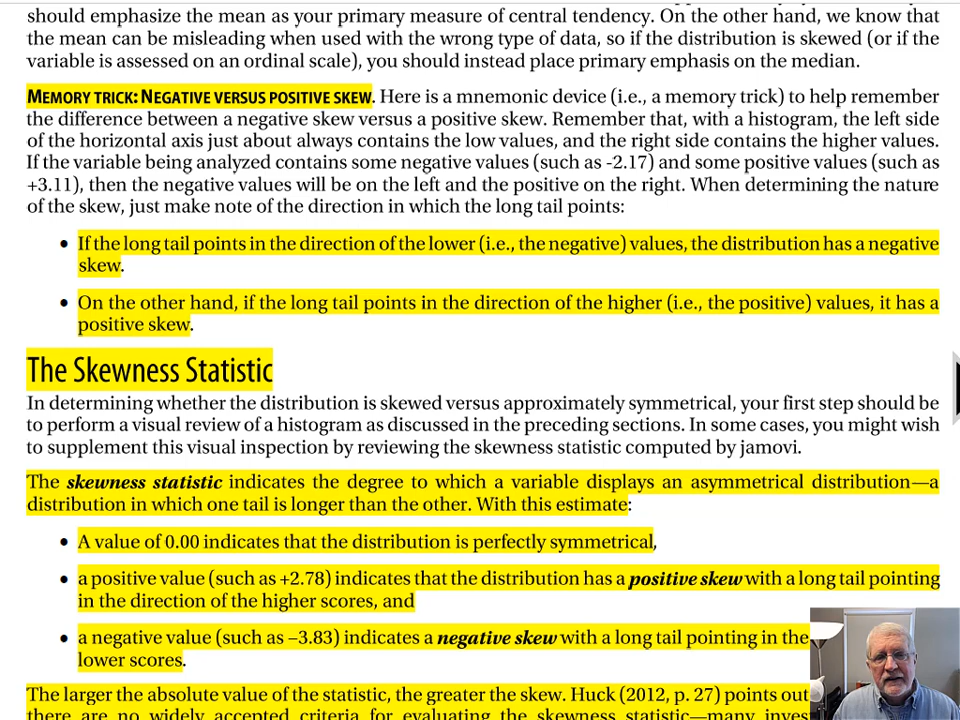 should emphasize the mean as your primary measure of central tendency. On the other hand, we know that
the mean can be misleading when used with the wrong type of data, so if the distribution is skewed (or if the
variable is assessed on an ordinal scale), you should instead place primary emphasis on the median.
MEMORY TRICK: NEGATIVE VERSUS POSITIVE SKEW. Here is a mnemonic device (i.e., a memory trick) to help remember
the difference between a negative skew versus a positive skew. Remember that, with a histogram, the left side
of the horizontal axis just about always contains the low values, and the right side contains the higher values.
If the variable being analyzed contains some negative values (such as -2.17) and some positive values (such as
+3.11), then the negative values will be on the left and the positive on the right. When determining the nature
of the skew, just make note of the direction in which the long tail points:
• If the long tail points in the direction of the lower (i.e., the negative) values, the distribution has a negative
skew.
• On the other hand, if the long tail points in the direction of the higher (i.e., the positive) values, it has a
positive skew.
The Skewness Statistic
In determining whether the distribution is skewed versus approximately symmetrical, your first step should be
to perform a visual review of a histogram as discussed in the preceding sections. In some cases, you might wish
to supplement this visual inspection by reviewing the skewness statistic computed by jamovi.
The skewness statistic indicates the degree to which a variable displays an asymmetrical distribution—a
distribution in which one tail is longer than the other. With this estimate:
• A value of 0.00 indicates that the distribution is perfectly symmetrical,
• a positive value (such as +2.78) indicates that the distribution has a positive skew with a long tail pointing
in the direction of the higher scores, and
• a negative value (such as −3.83) indicates a negative skew with a long tail pointing in the
lower scores.
The larger the absolute value of the statistic, the greater the skew. Huck (2012, p. 27) points out
there are no widely accepted criteria for evaluating the skewness statistic—many